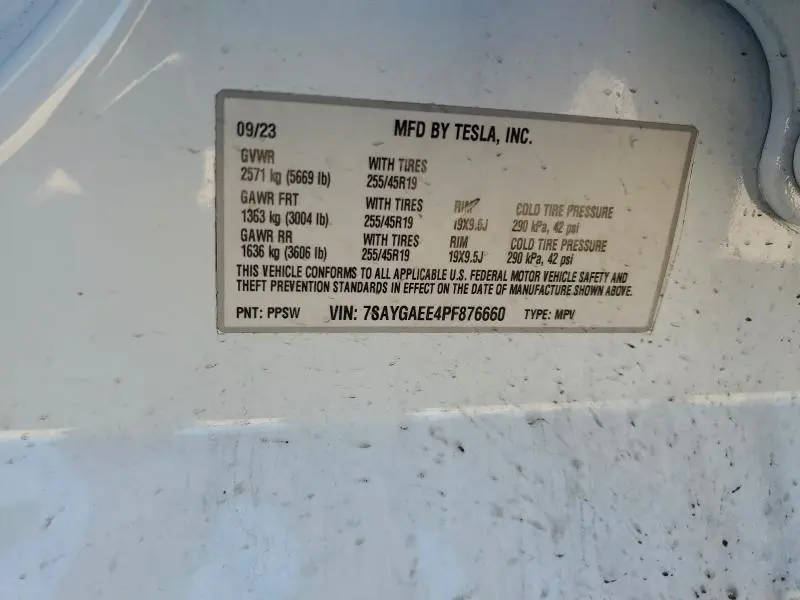 09/23 MFD BY TESLA, INC.
GVWR WITH TIRES
2571 kg (5669 lb) 255/45R19
GAWR FRT WITH TIRES RIM COLD TIRE PRESSURE
1363 kg (3004 lb) 255/45R19 19X9.5J 290 kPa, 42 psi
GAWR RR WITH TIRES RIM COLD TIRE PRESSURE
1636 kg (3606 lb) 255/45R19 19X9.5J 290 kPa, 42 psi
THIS VEHICLE CONFORMS TO ALL APPLICABLE U.S. FEDERAL MOTOR VEHICLE SAFETY AND
THEFT PREVENTION STANDARDS IN EFFECT ON THE DATE OF MANUFACTURE SHOWN ABOVE.
PNT: PPSW VIN: 7SAYGAEE4PF876660 TYPE: MPV